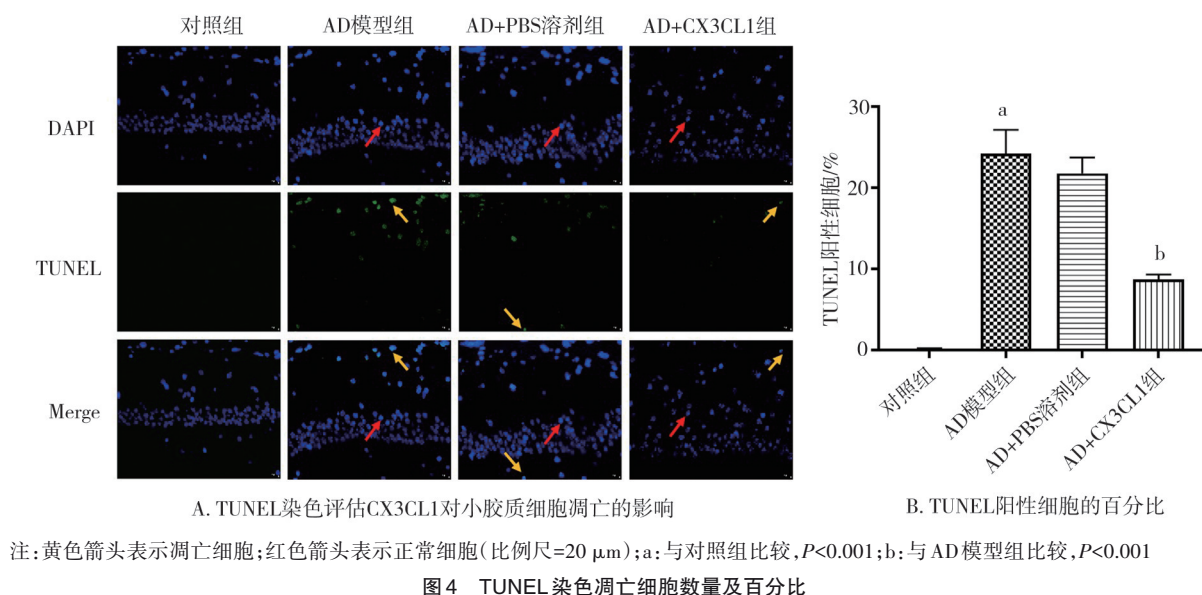 对照组 AD模型组 AD+PBS溶剂组 AD+CX3CL1组
DAPI
TUNEL
Merge
A. TUNEL染色评估CX3CL1对小胶质细胞凋亡的影响
TUNEL阳性细胞/%
30
20
10
0
a
b
对照组
AD模型组
AD+PBS溶剂组
AD+CX3CL1组
B. TUNEL阳性细胞的百分比
注:黄色箭头表示凋亡细胞;红色箭头表示正常细胞(比例尺=20 μm);a:与对照组比较,P<0.001;b:与AD模型组比较,P<0.001
图4 TUNEL染色凋亡细胞数量及百分比